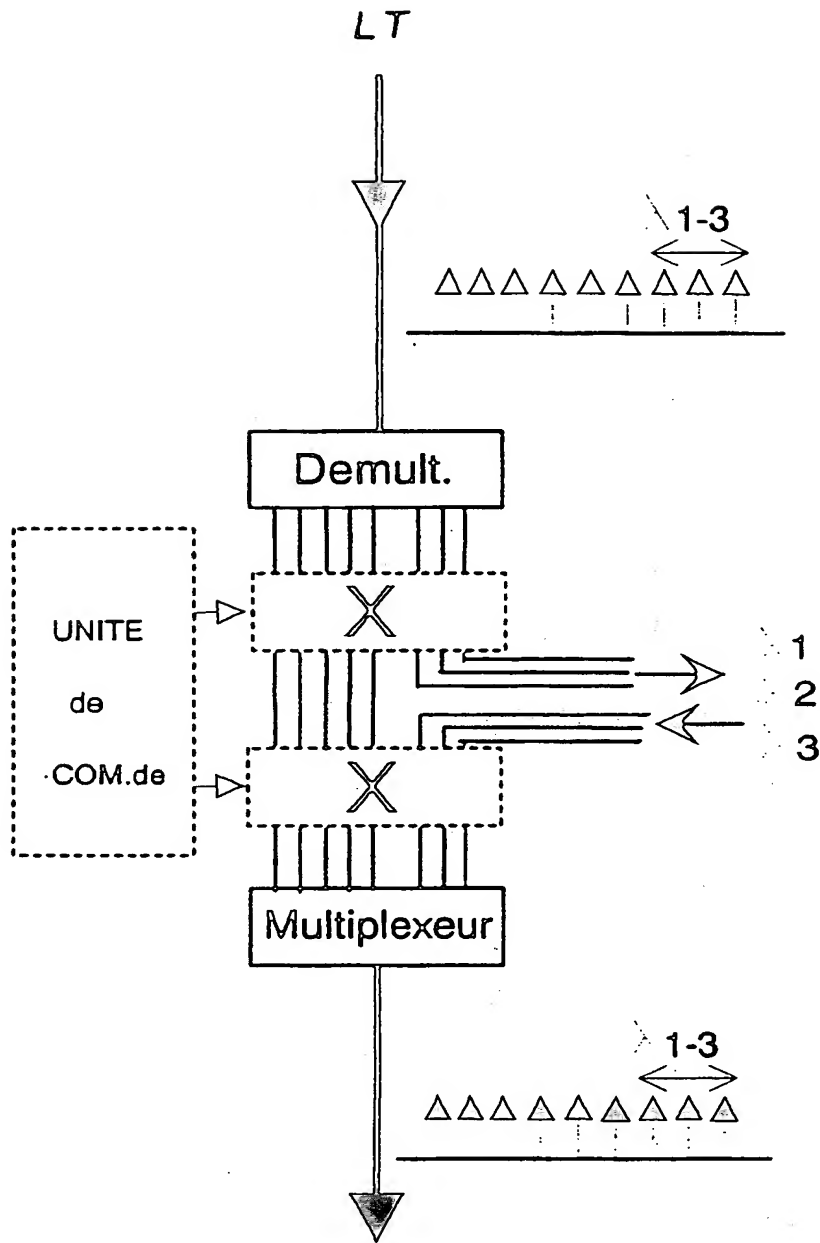 LT
λ 1-3
Demult.
UNITE
de
COM.de
X
X
1
2
3
Multiplexeur
λ 1-3